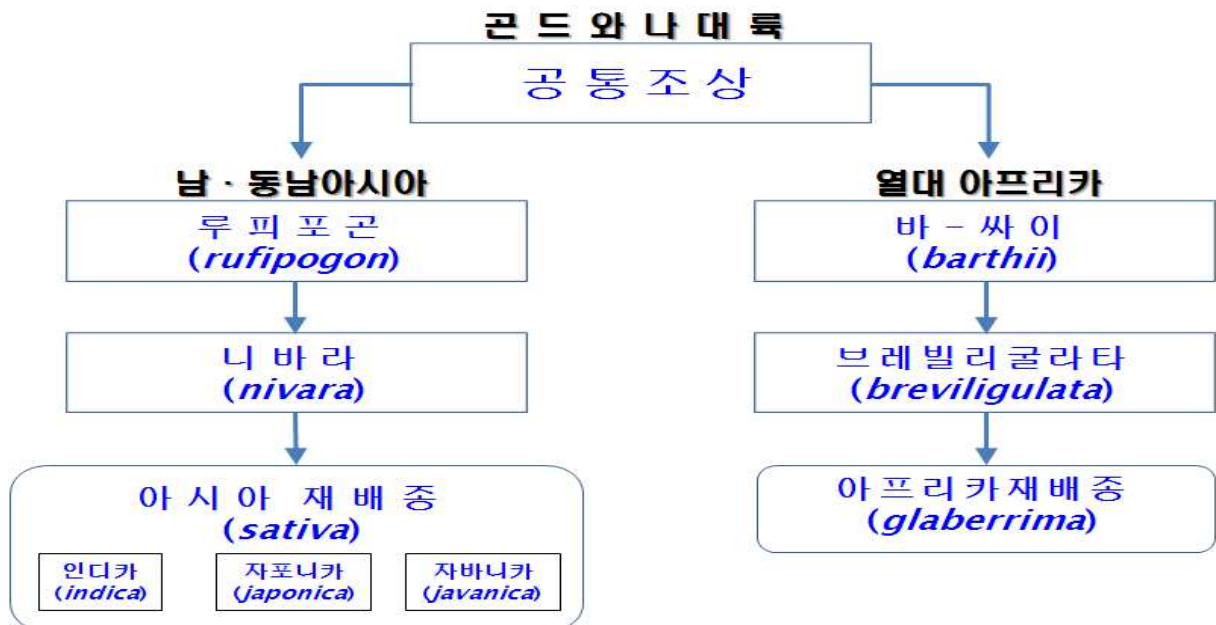 곤 드 와 나 대 륙
공 통 조 상
남 · 동남아시아
루 피 포 곤
(rufipogon)
니 바 라
(nivara)
아 시 아 재 배 종
(sativa)
인디카
(indica)
자포니카
(japonica)
자바니카
(javanica)
열대 아프리카
바 - 싸 이
(barthii)
브 레 빌 리 굴 라 타
(breviligulata)
아 프 리 카 재 배 종
(glaberrima)